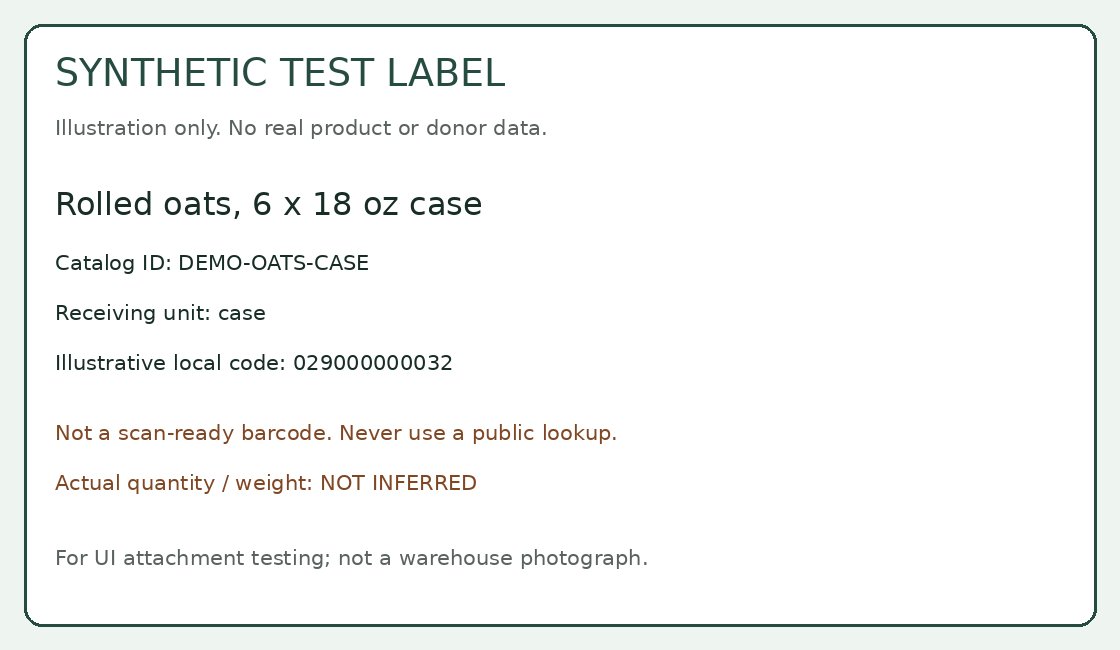 SYNTHETIC TEST LABEL
Illustration only. No real product or donor data.
Rolled oats, 6 x 18 oz case
Catalog ID: DEMO-OATS-CASE
Receiving unit: case
Illustrative local code: 029000000032
Not a scan-ready barcode. Never use a public lookup.
Actual quantity / weight: NOT INFERRED
For UI attachment testing; not a warehouse photograph.